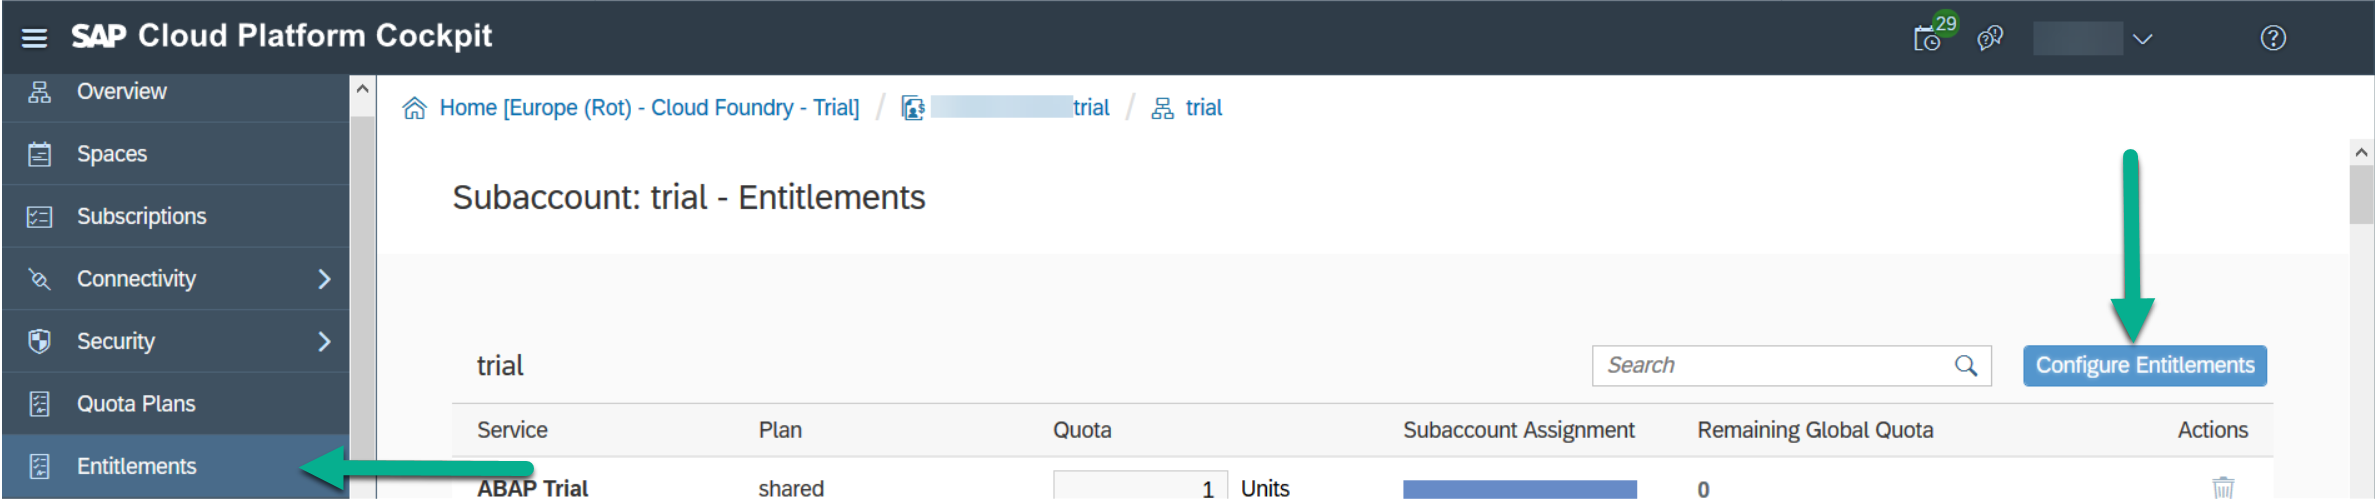 SAP Cloud Platform Cockpit
29
Overview
Spaces
Subscriptions
Connectivity
Security
Quota Plans
Entitlements
Home [Europe (Rot) - Cloud Foundry - Trial] / trial / trial
Subaccount: trial - Entitlements
trial
Search
Configure Entitlements
Service Plan Quota Subaccount Assignment Remaining Global Quota Actions
ABAP Trial shared 1 Units 0